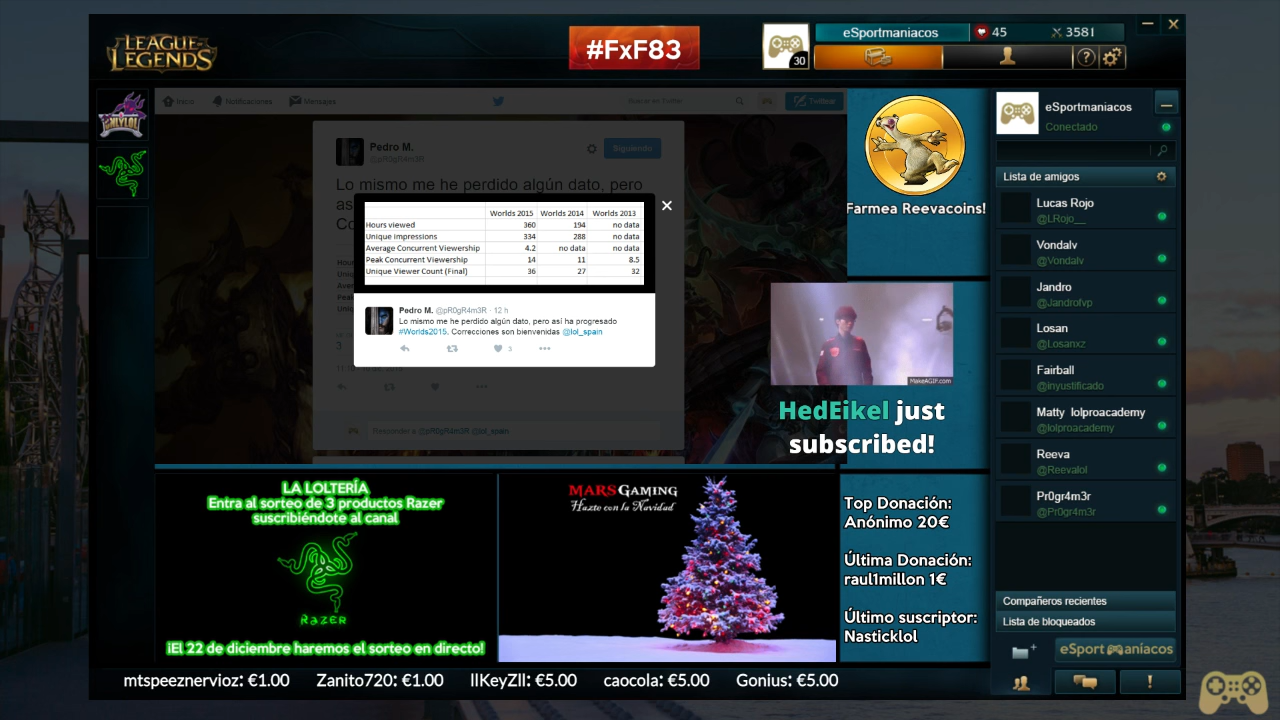 LEAGUE of LEGENDS
#FxF83
30
eSportmaniacos
45
3581
?
ONLYLOL
Inicio
Notificaciones
Mensajes
Buscar en Twitter
Twittear
Pedro M.
@pR0gR4m3R
Siguiendo
Lo mismo me he perdido algún dato, pero
Worlds 2015 Worlds 2014 Worlds 2013
Hours viewed 360 194 no data
Unique impressions 334 288 no data
Average Concurrent Viewership 4.2 no data no data
Peak Concurrent Viewership 14 11 8.5
Unique Viewer Count (Final) 36 27 32
Pedro M. @pR0gR4m3R · 12 h
Lo mismo me he perdido algún dato, pero así ha progresado
#Worlds2015. Correcciones son bienvenidas @lol_spain
3
Responder a @pR0gR4m3R @lol_spain
Farmea Reevacoins!
MakeAGIF.com
HedEikel just
subscribed!
eSportmaniacos
Conectado
Lista de amigos
Lucas Rojo
@LRojo__
Vondalv
@Vondalv
Jandro
@Jandrofvp
Losan
@Losanxz
Fairball
@inyustificado
Matty lolproacademy
@lolproacademy
Reeva
@Reevalol
Pr0gr4m3r
@Pr0gr4m3r
Compañeros recientes
Lista de bloqueados
eSportmaniacos
LA LOLTERÍA
Entra al sorteo de 3 productos Razer
suscribiéndote al canal
RAZER
¡El 22 de diciembre haremos el sorteo en directo!
MARSGAMING
Hazte con la Navidad
Top Donación:
Anónimo 20€
Última Donación:
raul1millon 1€
Último suscriptor:
Nasticklol
mtspeeznervioz: €1.00 Zanito720: €1.00 llKeyZll: €5.00 caocola: €5.00 Gonius: €5.00